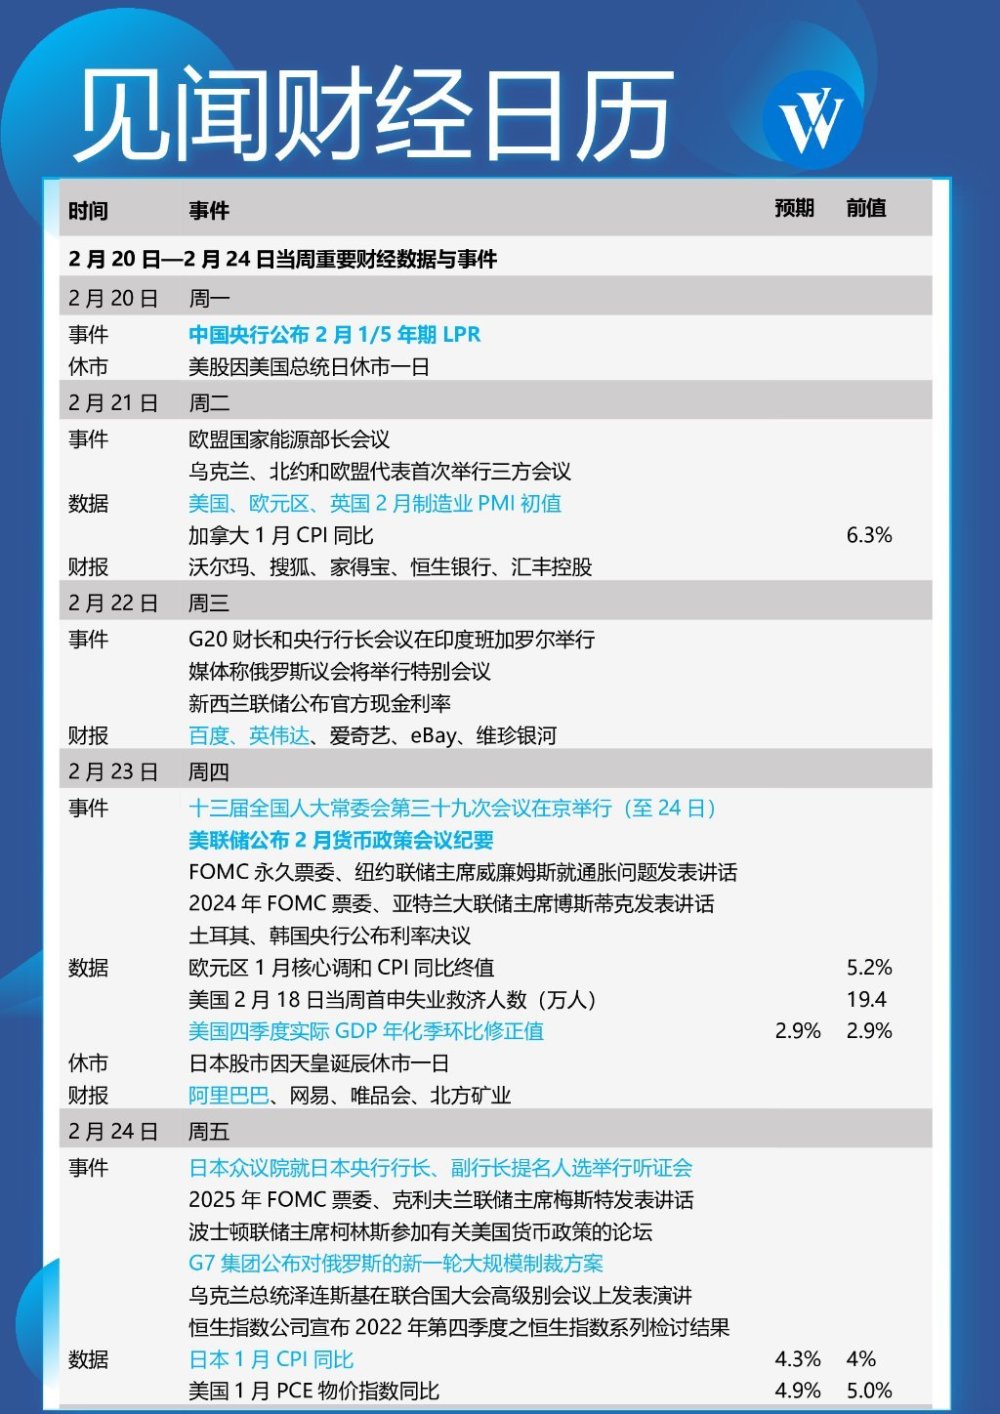 见闻财经日历
时间 事件 预期 前值
2 月 20 日—2 月 24 日当周重要财经数据与事件
2 月 20 日 周一
事件 中国央行公布 2 月 1/5 年期 LPR
休市 美股因美国总统日休市一日
2 月 21 日 周二
事件 欧盟国家能源部长会议
乌克兰、北约和欧盟代表首次举行三方会议
数据 美国、欧元区、英国 2 月制造业 PMI 初值
加拿大 1 月 CPI 同比 6.3%
财报 沃尔玛、搜狐、家得宝、恒生银行、汇丰控股
2 月 22 日 周三
事件 G20 财长和央行行长会议在印度班加罗尔举行
媒体称俄罗斯议会将举行特别会议
新西兰联储公布官方现金利率
财报 百度、英伟达、爱奇艺、eBay、维珍银河
2 月 23 日 周四
事件 十三届全国人大常委会第三十九次会议在京举行（至 24 日）
美联储公布 2 月货币政策会议纪要
FOMC 永久票委、纽约联储主席威廉姆斯就通胀问题发表讲话
2024 年 FOMC 票委、亚特兰大联储主席博斯蒂克发表讲话
土耳其、韩国央行公布利率决议
数据 欧元区 1 月核心调和 CPI 同比终值 5.2%
美国 2 月 18 日当周首申失业救济人数（万人） 19.4
美国四季度实际 GDP 年化季环比修正值 2.9% 2.9%
休市 日本股市因天皇诞辰休市一日
财报 阿里巴巴、网易、唯品会、北方矿业
2 月 24 日 周五
事件 日本众议院就日本央行行长、副行长提名人选举行听证会
2025 年 FOMC 票委、克利夫兰联储主席梅斯特发表讲话
波士顿联储主席柯林斯参加有关美国货币政策的论坛
G7 集团公布对俄罗斯的新一轮大规模制裁方案
乌克兰总统泽连斯基在联合国大会高级别会议上发表演讲
恒生指数公司宣布 2022 年第四季度之恒生指数系列检讨结果
数据 日本 1 月 CPI 同比 4.3% 4%
美国 1 月 PCE 物价指数同比 4.9% 5.0%